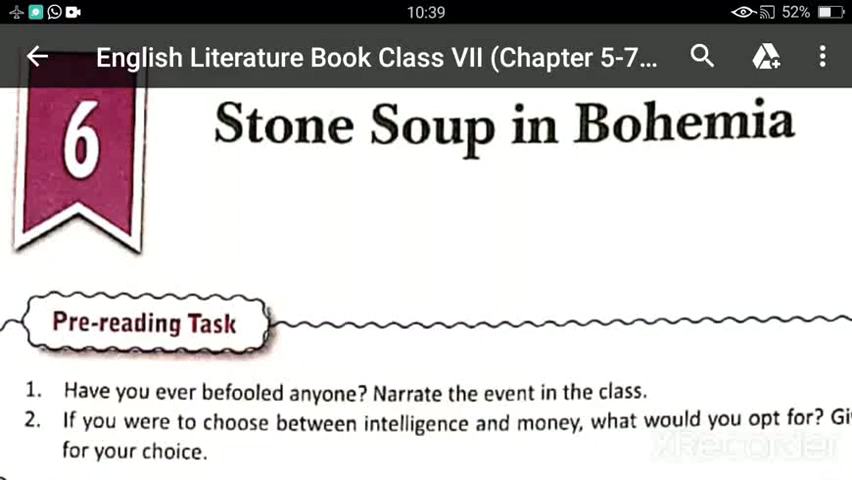 10:39
52%
English Literature Book Class VII (Chapter 5-7...
6
Stone Soup in Bohemia
Pre-reading Task
1. Have you ever befooled anyone? Narrate the event in the class.
2. If you were to choose between intelligence and money, what would you opt for?
for your choice.
XRecorder